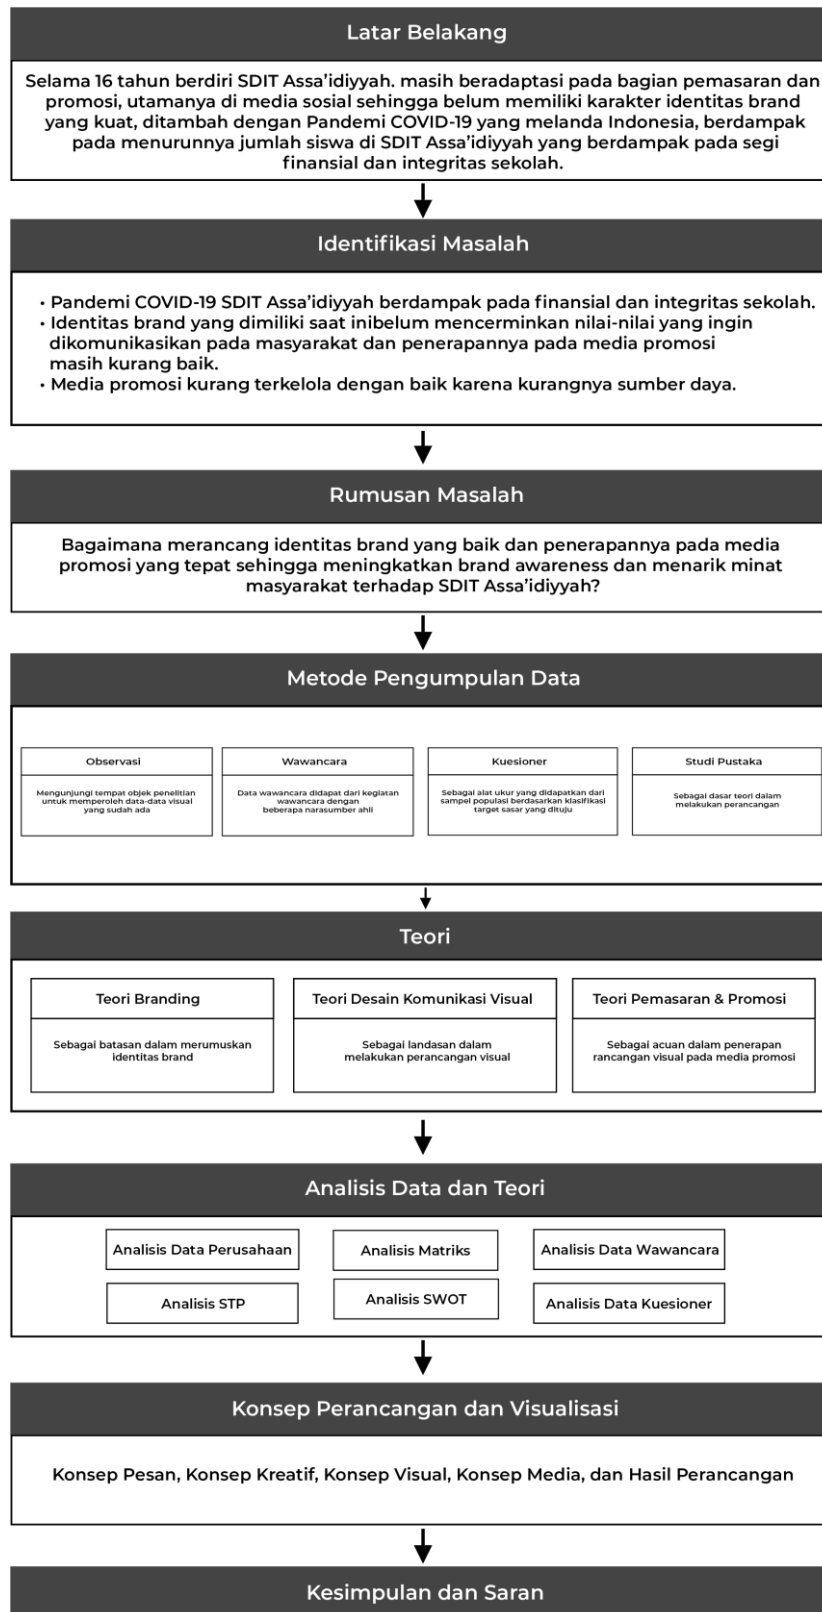 Latar Belakang
Selama 16 tahun berdiri SDIT Assa'idiyyah. masih beradaptasi pada bagian pemasaran dan
promosi, utamanya di media sosial sehingga belum memiliki karakter identitas brand
yang kuat, ditambah dengan Pandemi COVID-19 yang melanda Indonesia, berdampak
pada menurunnya jumlah siswa di SDIT Assa'idiyyah yang berdampak pada segi
finansial dan integritas sekolah.
Identifikasi Masalah
• Pandemi COVID-19 SDIT Assa'idiyyah berdampak pada finansial dan integritas sekolah.
• Identitas brand yang dimiliki saat inibelum mencerminkan nilai-nilai yang ingin
dikomunikasikan pada masyarakat dan penerapannya pada media promosi
masih kurang baik.
• Media promosi kurang terkelola dengan baik karena kurangnya sumber daya.
Rumusan Masalah
Bagaimana merancang identitas brand yang baik dan penerapannya pada media
promosi yang tepat sehingga meningkatkan brand awareness dan menarik minat
masyarakat terhadap SDIT Assa'idiyyah?
Metode Pengumpulan Data
Observasi
Mengunjungi tempat objek penelitian
untuk memperoleh data-data visual
yang sudah ada
Wawancara
Data wawancara didapat dari kegiatan
wawancara dengan
beberapa narasumber ahli
Kuesioner
Sebagai alat ukur yang didapatkan dari
sampel populasi berdasarkan klasifikasi
target sasar yang dituju
Studi Pustaka
Sebagai dasar teori dalam
melakukan perancangan
Teori
Teori Branding
Sebagai batasan dalam merumuskan
identitas brand
Teori Desain Komunikasi Visual
Sebagai landasan dalam
melakukan perancangan visual
Teori Pemasaran & Promosi
Sebagai acuan dalam penerapan
rancangan visual pada media promosi
Analisis Data dan Teori
Analisis Data Perusahaan
Analisis Matriks
Analisis Data Wawancara
Analisis STP
Analisis SWOT
Analisis Data Kuesioner
Konsep Perancangan dan Visualisasi
Konsep Pesan, Konsep Kreatif, Konsep Visual, Konsep Media, dan Hasil Perancangan
Kesimpulan dan Saran